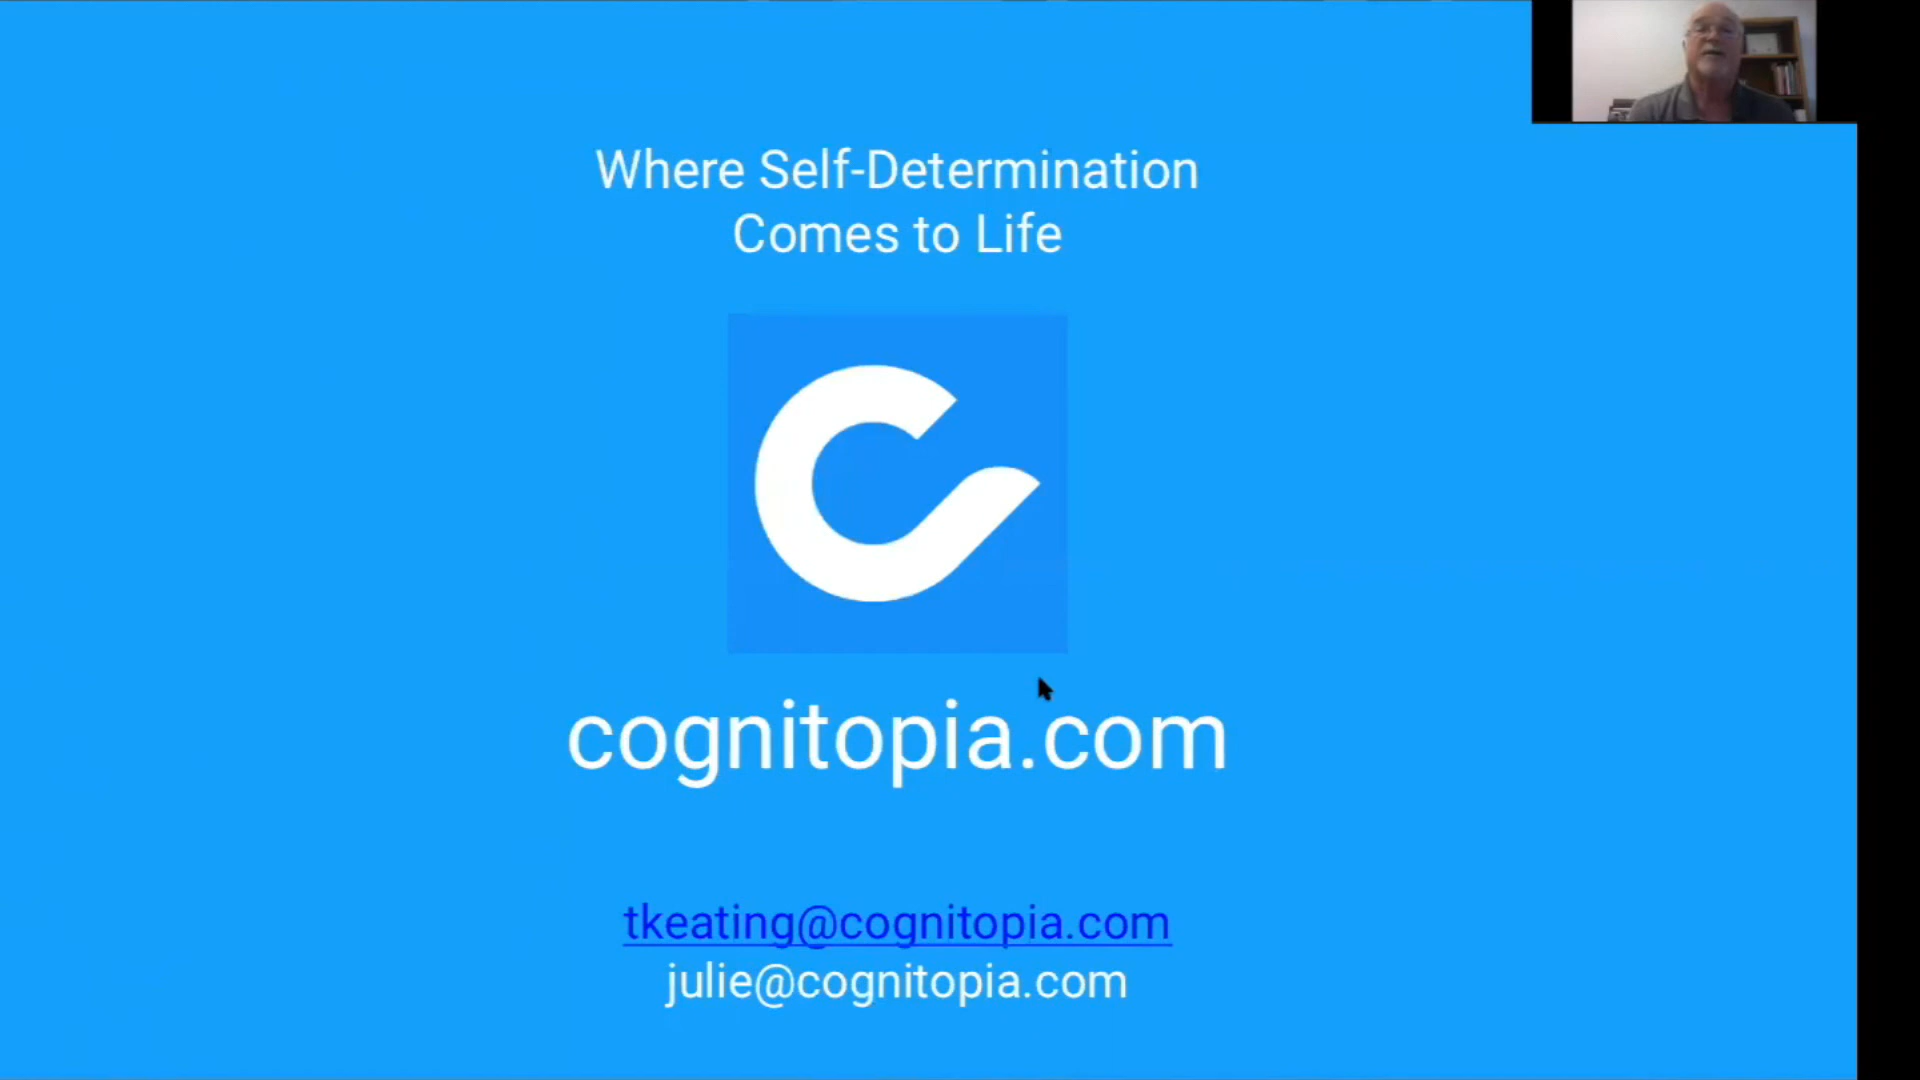 Where Self-Determination
Comes to Life
cognitopia.com
tkeating@cognitopia.com
julie@cognitopia.com